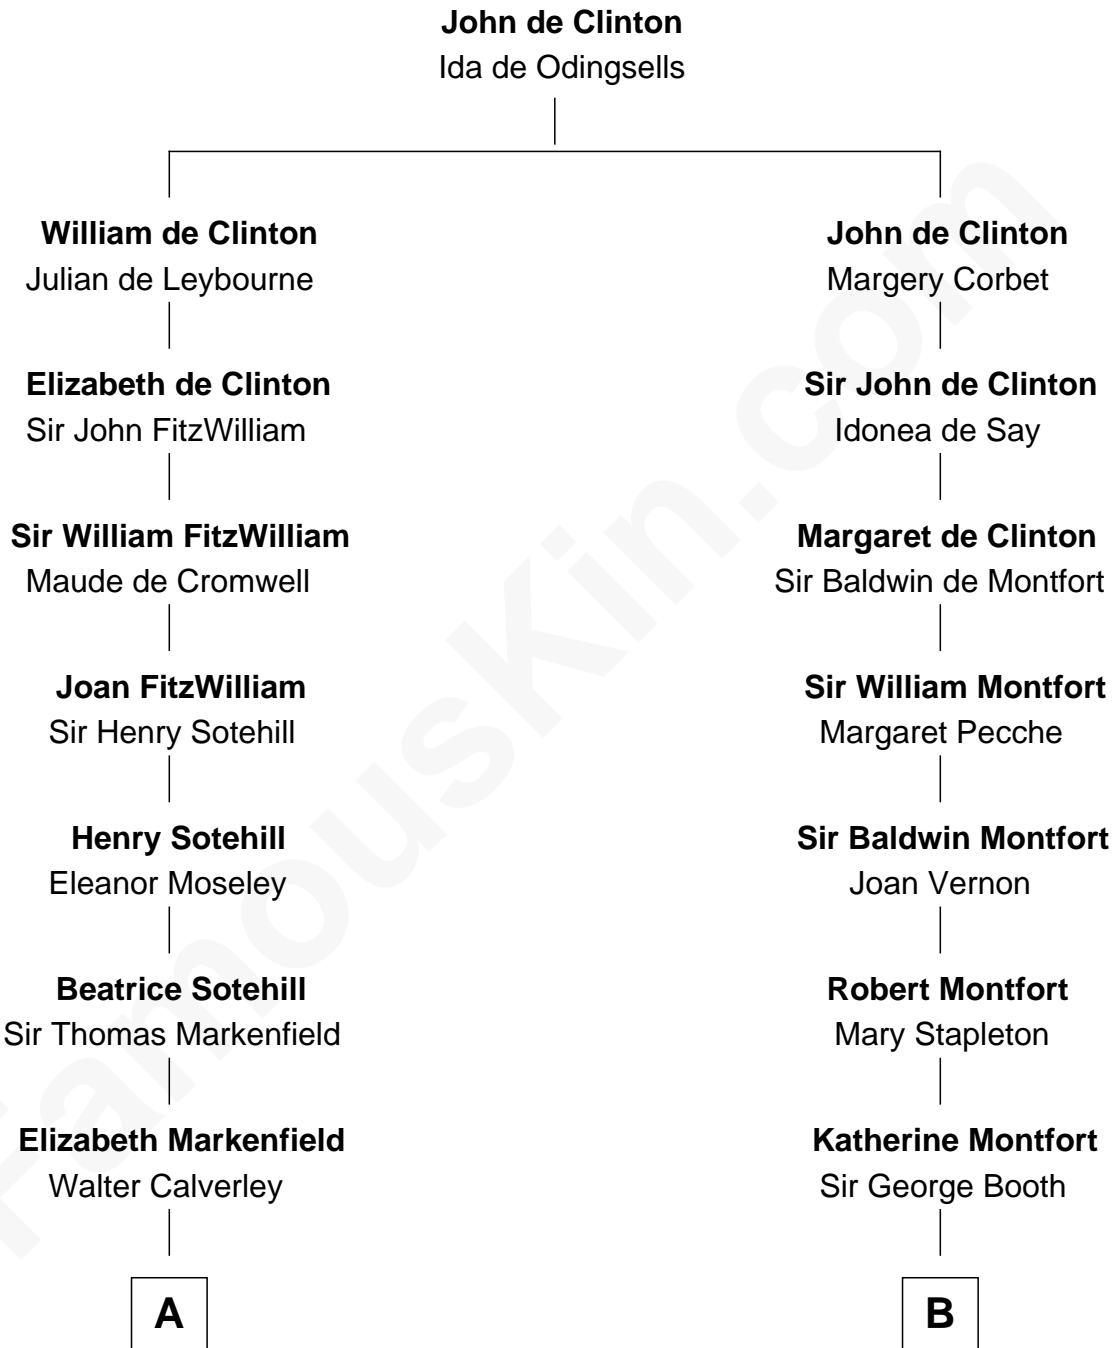 John de Clinton
Ida de Odingsells
William de Clinton
Julian de Leybourne
Elizabeth de Clinton
Sir John FitzWilliam
Sir William FitzWilliam
Maude de Cromwell
Joan FitzWilliam
Sir Henry Sotehill
Henry Sotehill
Eleanor Moseley
Beatrice Sotehill
Sir Thomas Markenfield
Elizabeth Markenfield
Walter Calverley
A
John de Clinton
Margery Corbet
Sir John de Clinton
Idonea de Say
Margaret de Clinton
Sir Baldwin de Montfort
Sir William Montfort
Margaret Pecche
Sir Baldwin Montfort
Joan Vernon
Robert Montfort
Mary Stapleton
Katherine Montfort
Sir George Booth
B
FamousKin.com